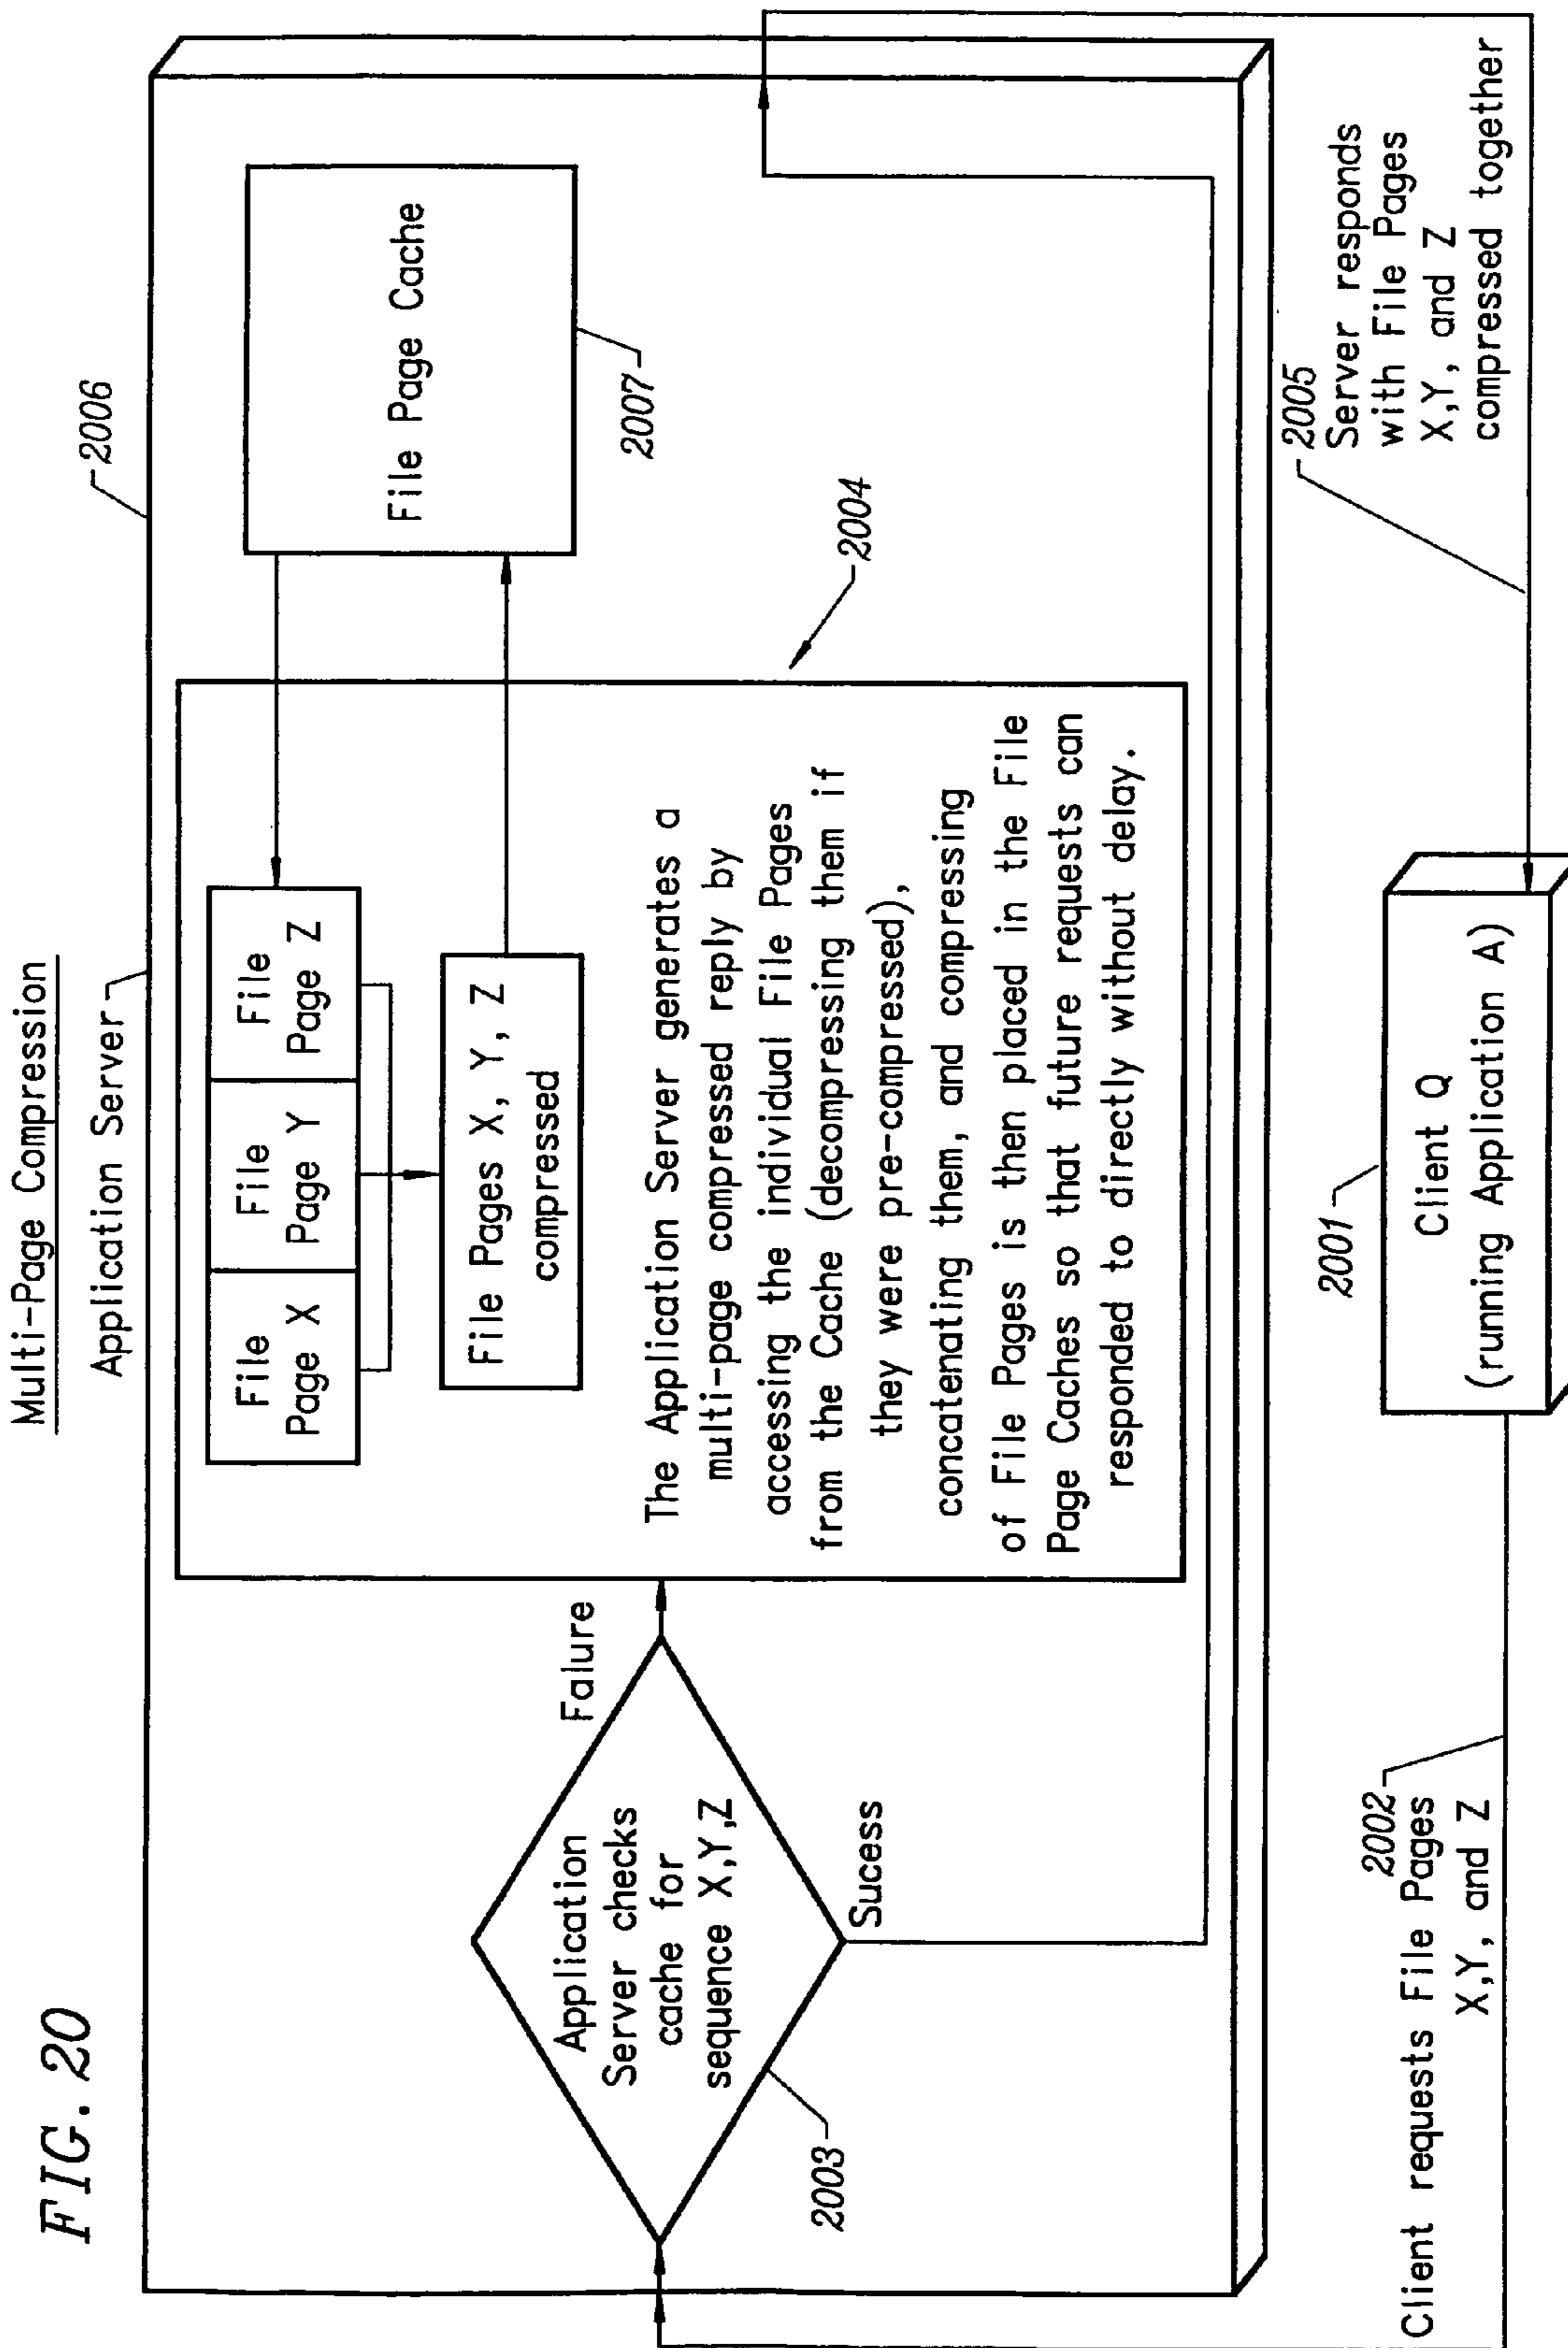 FIG. 20
Multi-Page Compression
Application Server
2006
File
Page X
File
Page Y
File
Page Z
File Pages X, Y, Z
compressed
File Page Cache
2007
2004
The Application Server generates a
multi-page compressed reply by
accessing the individual File Pages
from the Cache (decompressing them if
they were pre-compressed),
concatenating them, and compressing
of File Pages is then placed in the File
Page Caches so that future requests can
responded to directly without delay.
Application
Server checks
cache for
sequence X,Y,Z
2003
Falure
Sucess
2002
Client requests File Pages
X,Y, and Z
2001
Client Q
(running Application A)
2005
Server responds
with File Pages
X,Y, and Z
compressed together